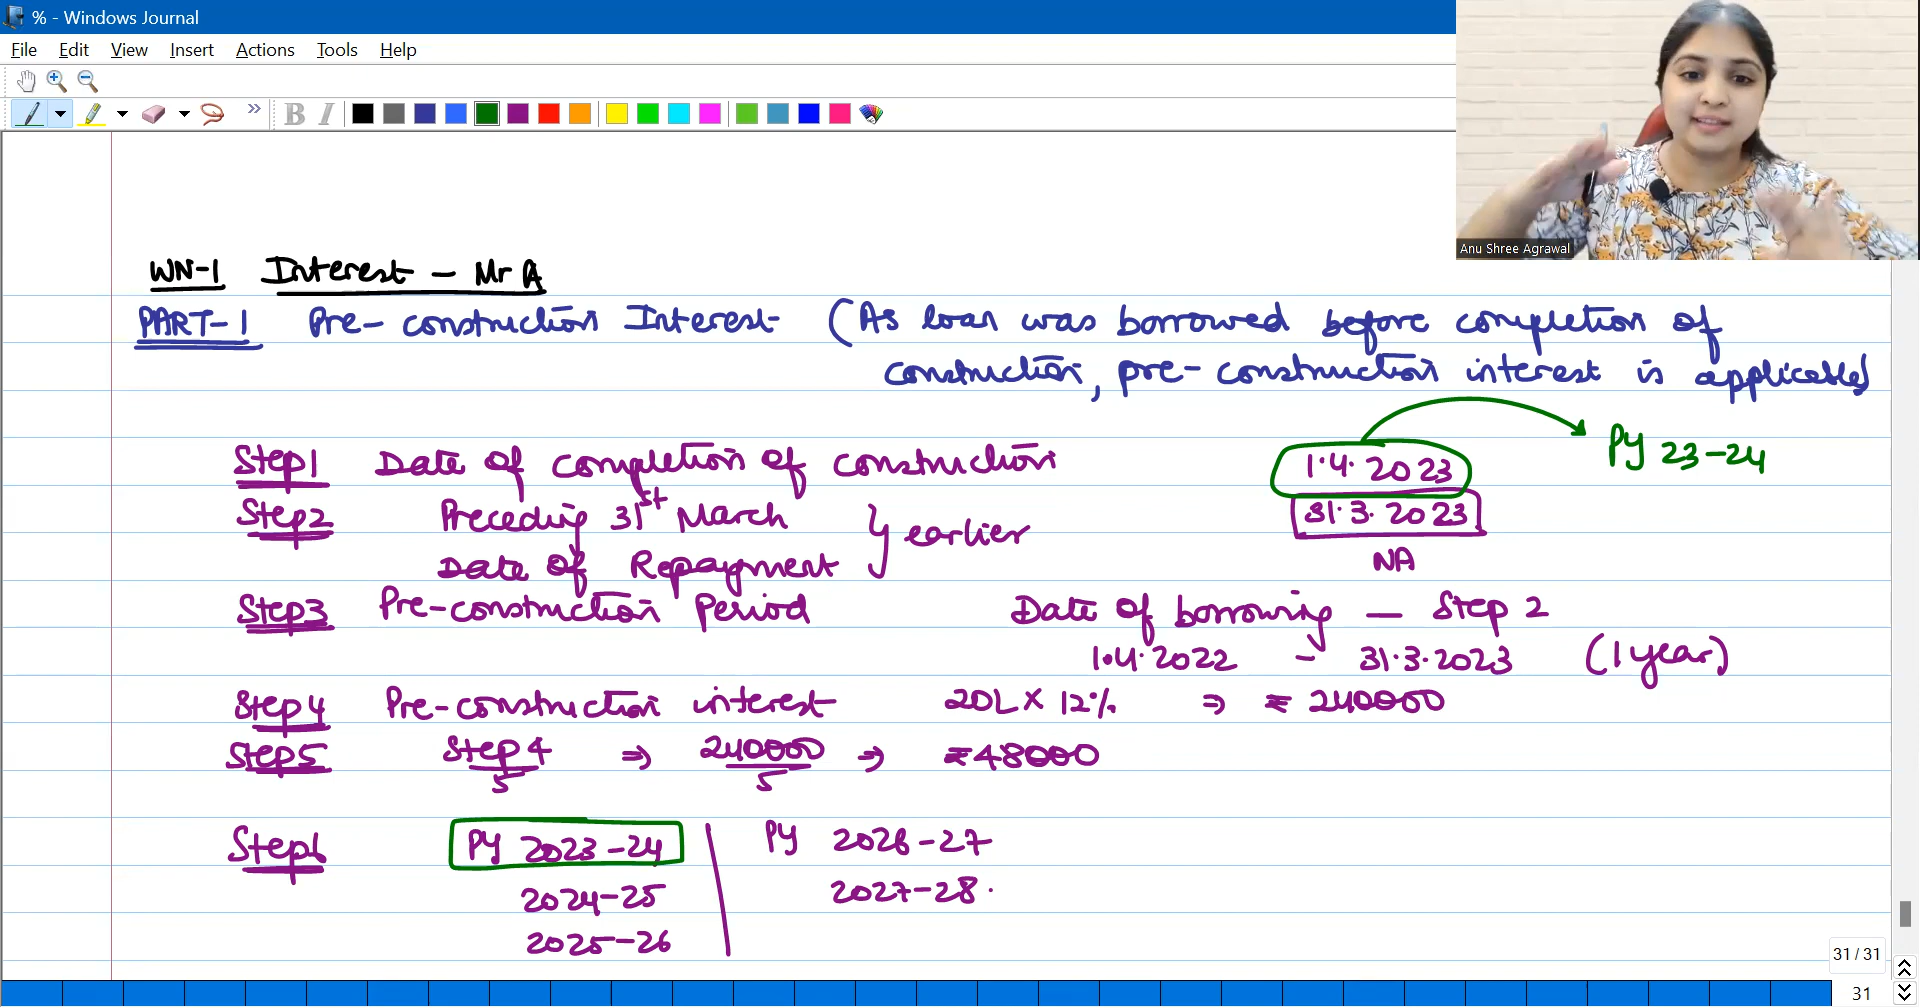 % - Windows Journal
File Edit View Insert Actions Tools Help
B I
Anu Shree Agrawal
WN-1 Interest - Mr A
PART-1 Pre-construction Interest (As loan was borrowed before completion of
construction, pre-construction interest is applicable)
Step1 Date of completion of construction 1.4.2023 PY 23-24
Step2 Preceding 31st March } earlier 31.3.2023
Date of Repayment NA
Step3 Pre-construction Period Date of borrowing - Step 2
1.4.2022 - 31.3.2023 (1 year)
Step4 Pre-construction interest 20L x 12% ⇒ ₹ 240000
Step5 Step 4/5 ⇒ 240000/5 ⇒ ₹48000
Step6 PY 2023-24 PY 2026-27
2024-25 2027-28.
2025-26
31 / 31
31